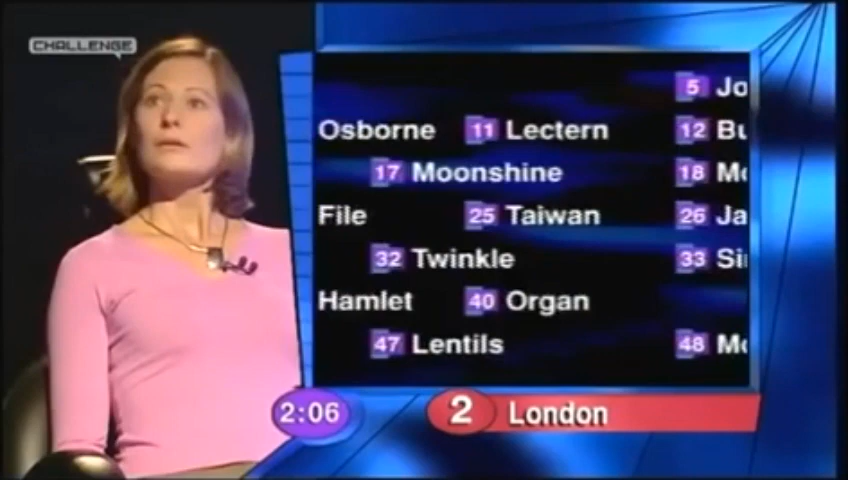 CHALLENGE
5 Jo
Osborne 11 Lectern 12 Bu
17 Moonshine 18 Mo
File 25 Taiwan 26 Ja
32 Twinkle 33 Si
Hamlet 40 Organ
47 Lentils 48 Mo
2:06 2 London